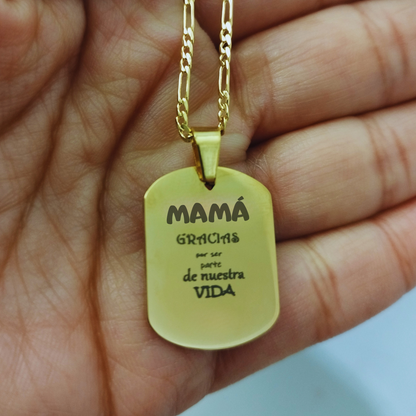 MAMÁ
GRACIAS
por ser
parte
de nuestra
VIDA